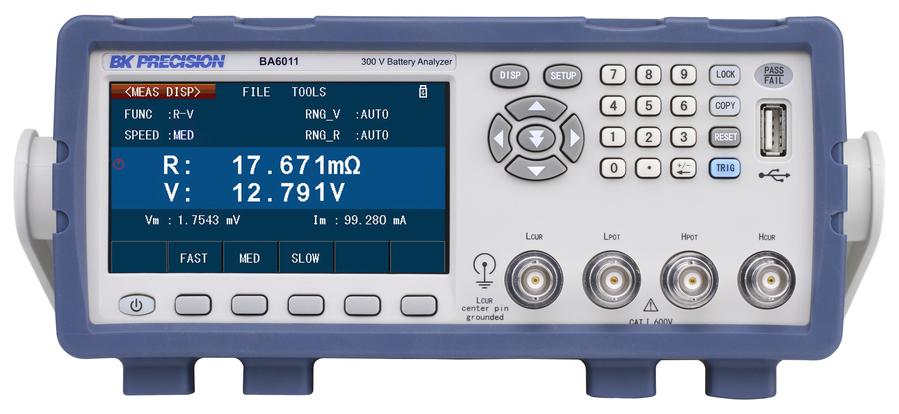 BK PRECISION BA6011 300 V Battery Analyzer
<MEAS DISP> FILE TOOLS
FUNC :R-V RNG_V :AUTO
SPEED :MED RNG_R :AUTO
R: 17.671mΩ
V: 12.791V
Vm : 1.7543 mV Im : 99.280 mA
FAST MED SLOW
DISP SETUP 7 8 9 LOCK PASS
FAIL
4 5 6 COPY
1 2 3 RESET
0 • +/- ← TRIG
LCUR LPOT HPOT HCUR
LCUR
center pin
grounded
CAT I 600V